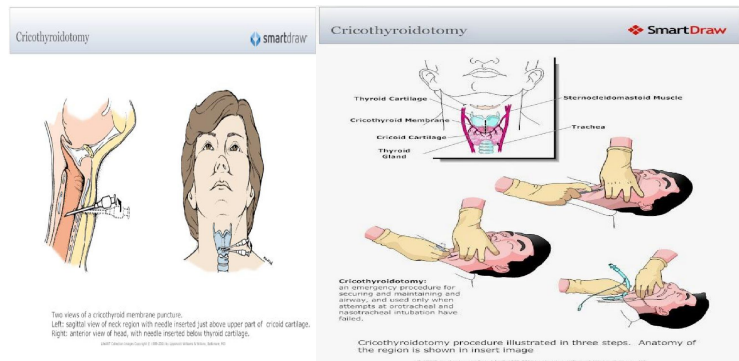 Cricothyroidotomy
smartdraw
Two views of a cricothyroid membrane puncture.
Left: sagittal view of neck region with needle inserted just above upper part of cricoid cartilage.
Right: anterior view of head, with needle inserted below thyroid cartilage.
Cricothyroidotomy
SmartDraw
Thyroid Cartilage
Sternocleidomastoid Muscle
Cricothyroid Membrane
Trachea
Cricoid Cartilage
Thyroid
Gland
Cricothyroidotomy:
an emergency procedure for
securing and maintaining and
airway, and used only when
attempts at orotracheal and
nasotracheal intubation have
failed.
Cricothyroidotomy procedure illustrated in three steps. Anatomy of
the region is shown in insert image